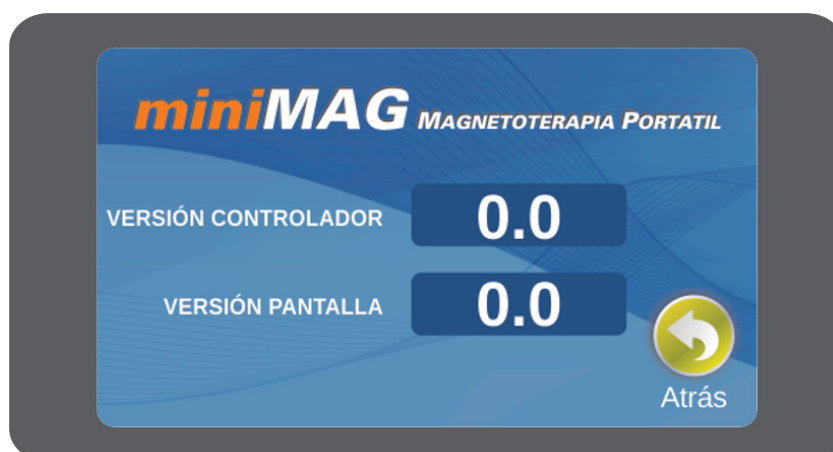 miniMAG MAGNETOTERAPIA PORTATIL
VERSIÓN CONTROLADOR 0.0
VERSIÓN PANTALLA 0.0
Atrás